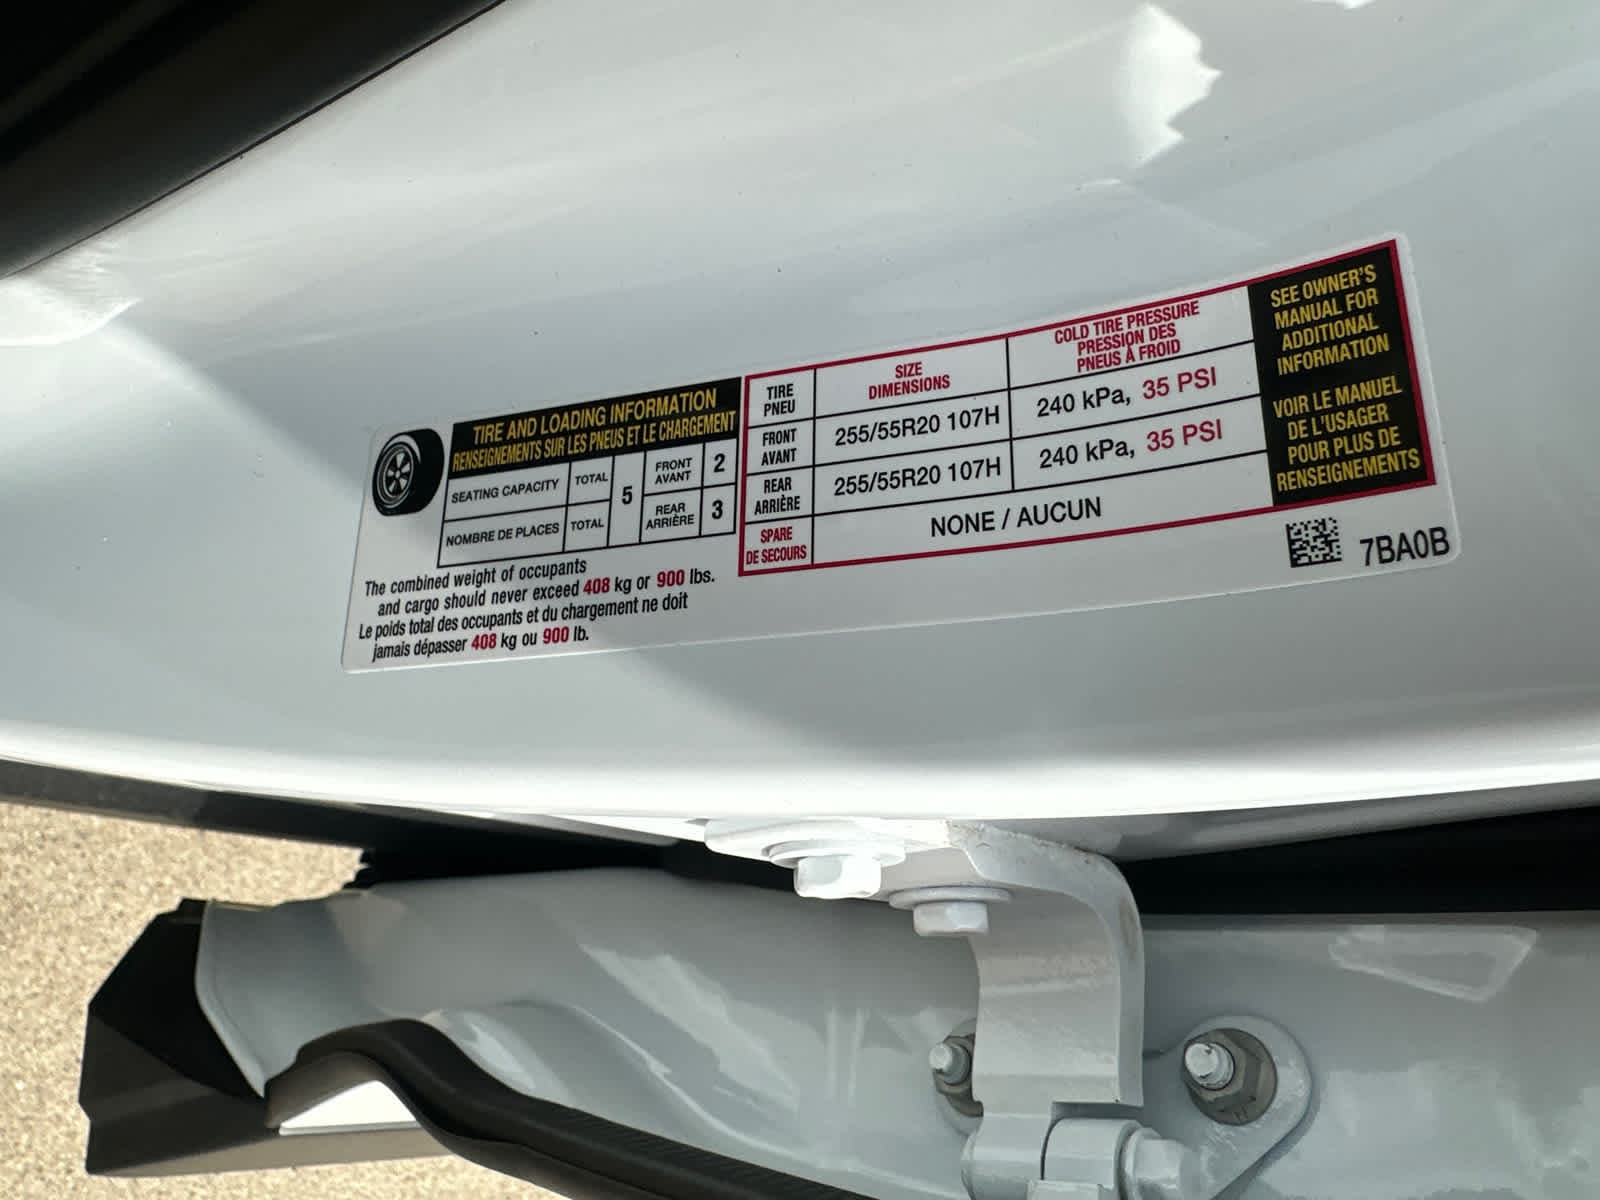 TIRE AND LOADING INFORMATION
RENSEIGNEMENTS SUR LES PNEUS ET LE CHARGEMENT
SEATING CAPACITY TOTAL 5 FRONT AVANT 2
NOMBRE DE PLACES TOTAL REAR ARRIÈRE 3
The combined weight of occupants
and cargo should never exceed 408 kg or 900 lbs.
Le poids total des occupants et du chargement ne doit
jamais dépasser 408 kg ou 900 lb.
TIRE PNEU SIZE DIMENSIONS COLD TIRE PRESSURE PRESSION DES PNEUS À FROID
FRONT AVANT 255/55R20 107H 240 kPa, 35 PSI
REAR ARRIÈRE 255/55R20 107H 240 kPa, 35 PSI
SPARE DE SECOURS NONE / AUCUN
SEE OWNER'S
MANUAL FOR
ADDITIONAL
INFORMATION
VOIR LE MANUEL
DE L'USAGER
POUR PLUS DE
RENSEIGNEMENTS
7BA0B